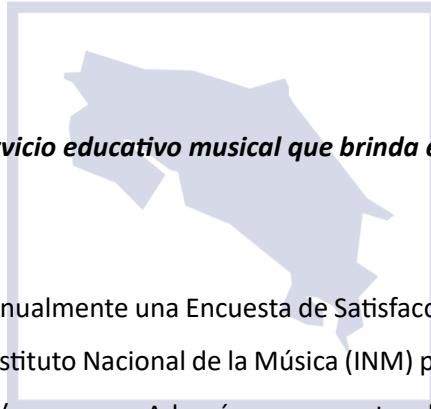 vicio educativo musical que brinda e
nualmente una Encuesta de Satisfacc
stituto Nacional de la Música (INM) p